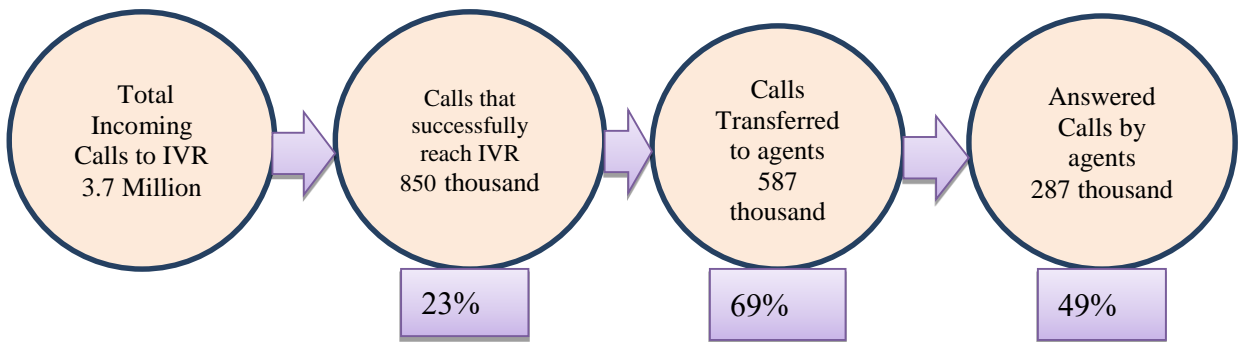 Total
Incoming
Calls to IVR
3.7 Million
Calls that
successfully
reach IVR
850 thousand
23%
Calls
Transferred
to agents
587
thousand
69%
Answered
Calls by
agents
287 thousand
49%